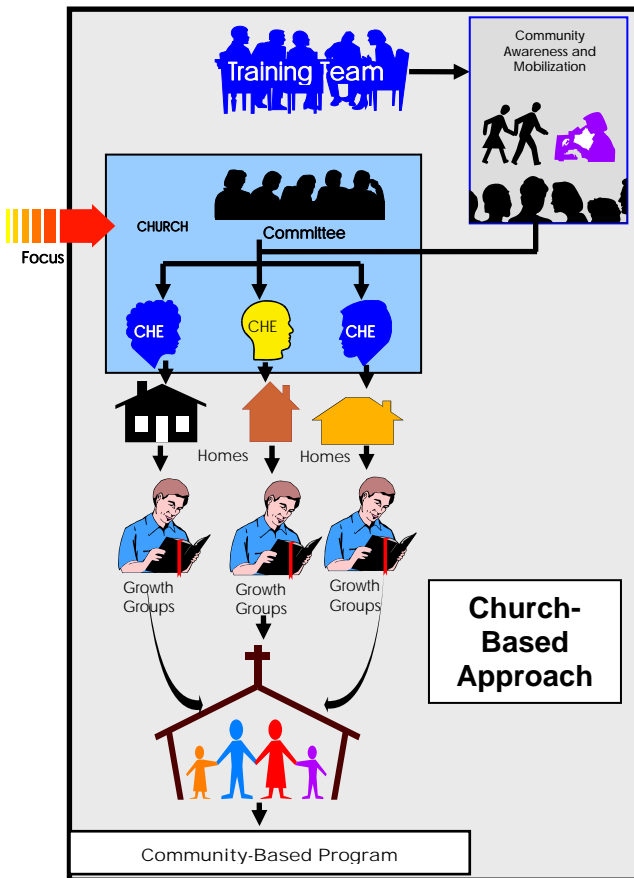 Training Team
Community
Awareness and
Mobilization
CHURCH
Committee
Focus
CHE
CHE
CHE
Homes
Homes
Growth
Groups
Growth
Groups
Growth
Groups
Church-
Based
Approach
Community-Based Program